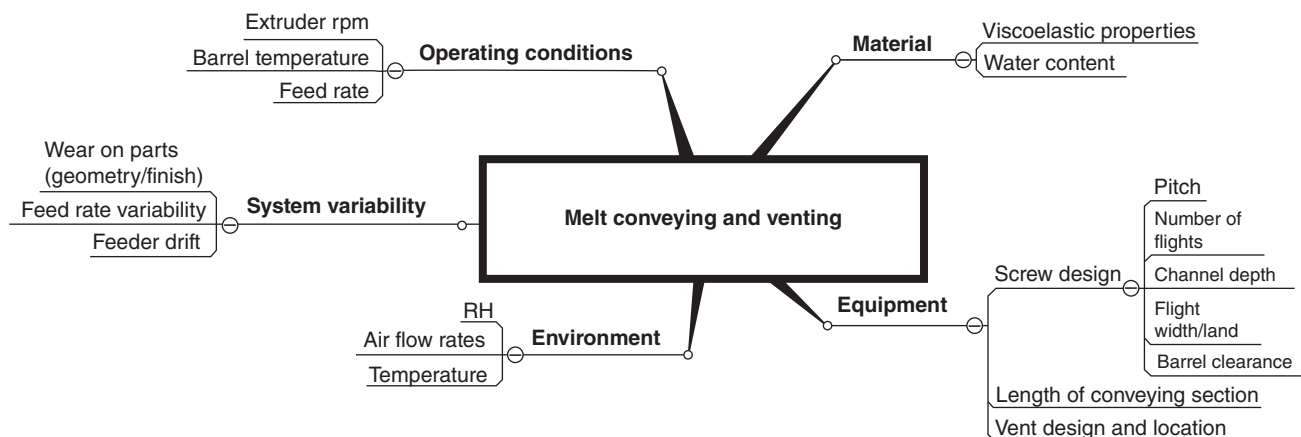 Extruder rpm
Barrel temperature
Feed rate
Operating conditions
Material
Viscoelastic properties
Water content
Wear on parts
(geometry/finish)
Feed rate variability
Feeder drift
System variability
Melt conveying and venting
RH
Air flow rates
Temperature
Environment
Equipment
Screw design
Pitch
Number of
flights
Channel depth
Flight
width/land
Barrel clearance
Length of conveying section
Vent design and location